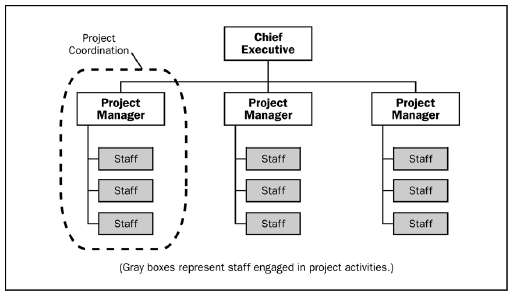 Project
Coordination
Chief
Executive
Project
Manager
Project
Manager
Project
Manager
Staff
Staff
Staff
Staff
Staff
Staff
Staff
Staff
Staff
(Gray boxes represent staff engaged in project activities.)